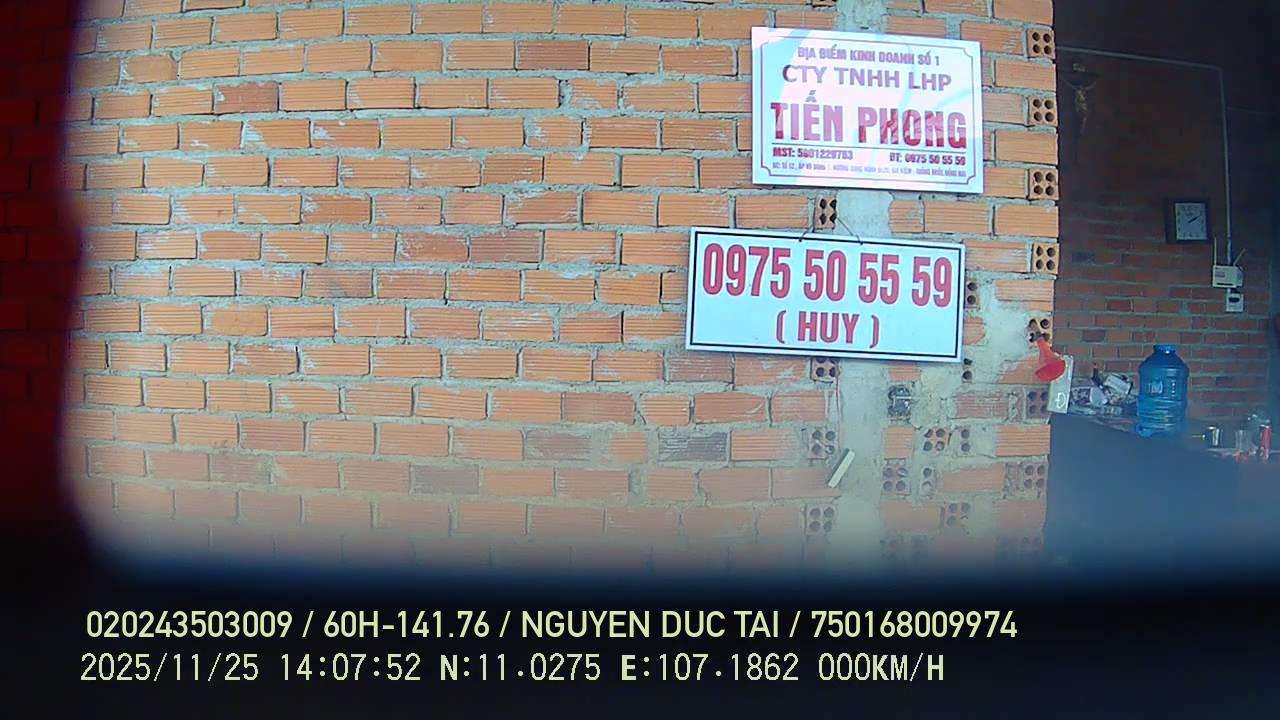 ĐỊA ĐIỂM KINH DOANH SỐ 1
CTY TNHH LHP
TIẾN PHONG
MST: ĐT: 0975 50 55 59
0975 50 55 59
( HUY )
020243503009 / 60H-141.76 / NGUYEN DUC TAI / 750168009974
2025/11/25 14:07:52 N:11.0275 E:107.1862 000KM/H